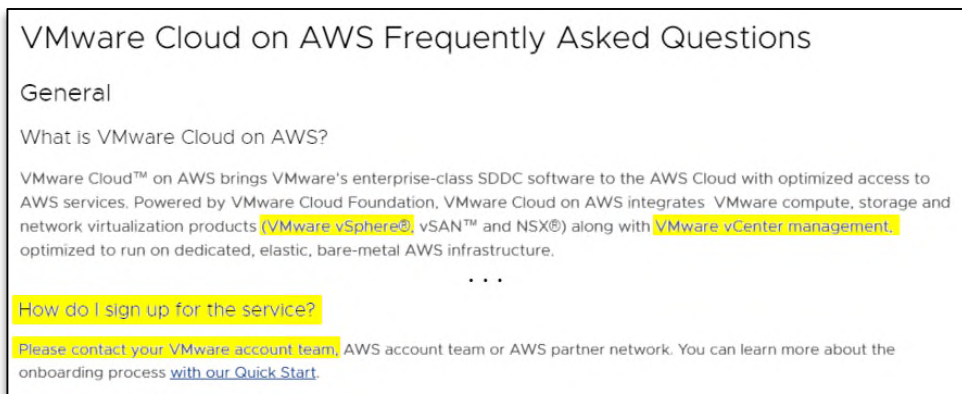 VMware Cloud on AWS Frequently Asked Questions
General
What is VMware Cloud on AWS?
VMware Cloud™ on AWS brings VMware's enterprise-class SDDC software to the AWS Cloud with optimized access to
AWS services. Powered by VMware Cloud Foundation, VMware Cloud on AWS integrates VMware compute, storage and
network virtualization products (VMware vSphere®, vSAN™ and NSX®) along with VMware vCenter management,
optimized to run on dedicated, elastic, bare-metal AWS infrastructure.
. . .
How do I sign up for the service?
Please contact your VMware account team, AWS account team or AWS partner network. You can learn more about the
onboarding process with our Quick Start.